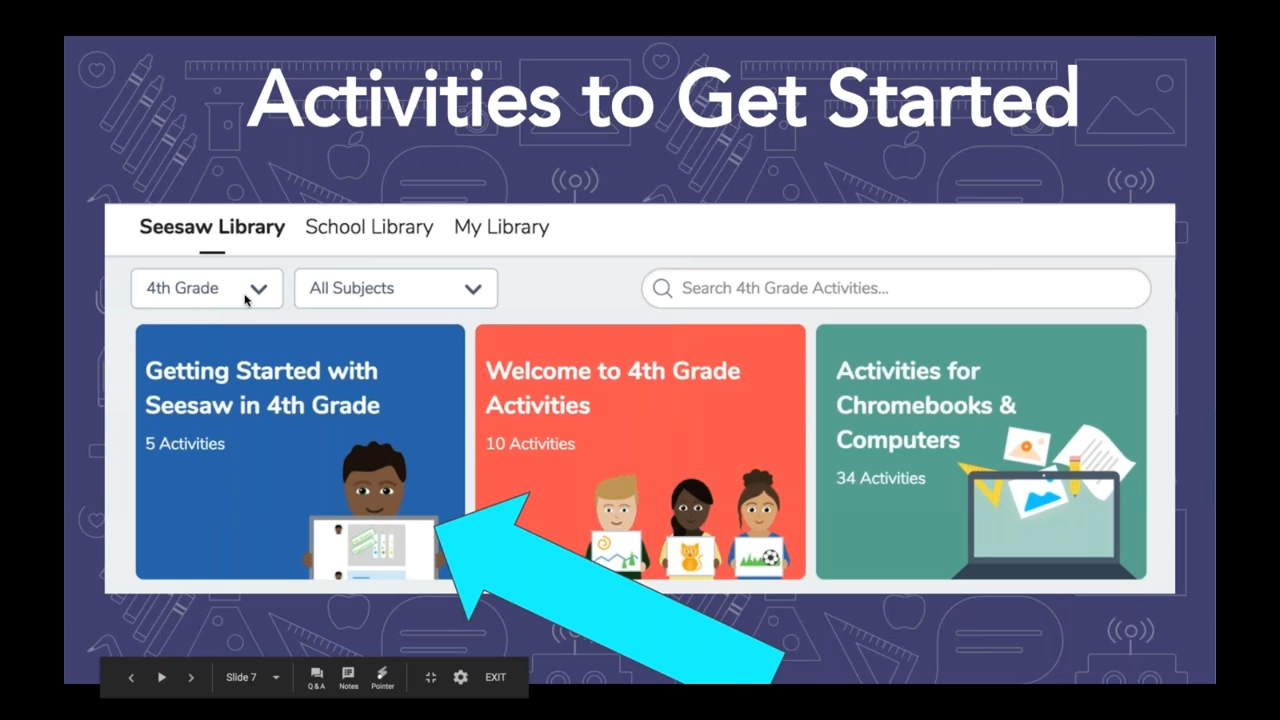 Activities to Get Started
Seesaw Library School Library My Library
4th Grade All Subjects Search 4th Grade Activities...
Getting Started with
Seesaw in 4th Grade
5 Activities
Welcome to 4th Grade
Activities
10 Activities
Activities for
Chromebooks &
Computers
34 Activities
Slide 7 Q&A Notes Pointer EXIT